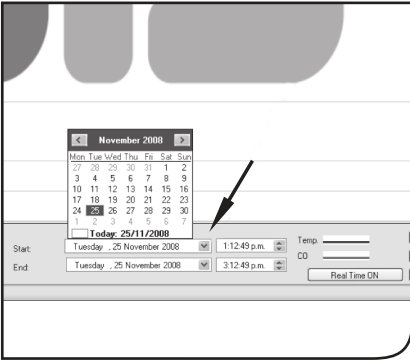 November 2008
Mon Tue Wed Thu Fri Sat Sun
27 28 29 30 31 1 2
3 4 5 6 7 8 9
10 11 12 13 14 15 16
17 18 19 20 21 22 23
24 25 26 27 28 29 30
1 2 3 4 5 6 7
Today: 25/11/2008
Start: Tuesday , 25 November 2008 1:12:49 p.m. Temp.
CO
End: Tuesday , 25 November 2008 3:12:49 p.m. Real Time ON